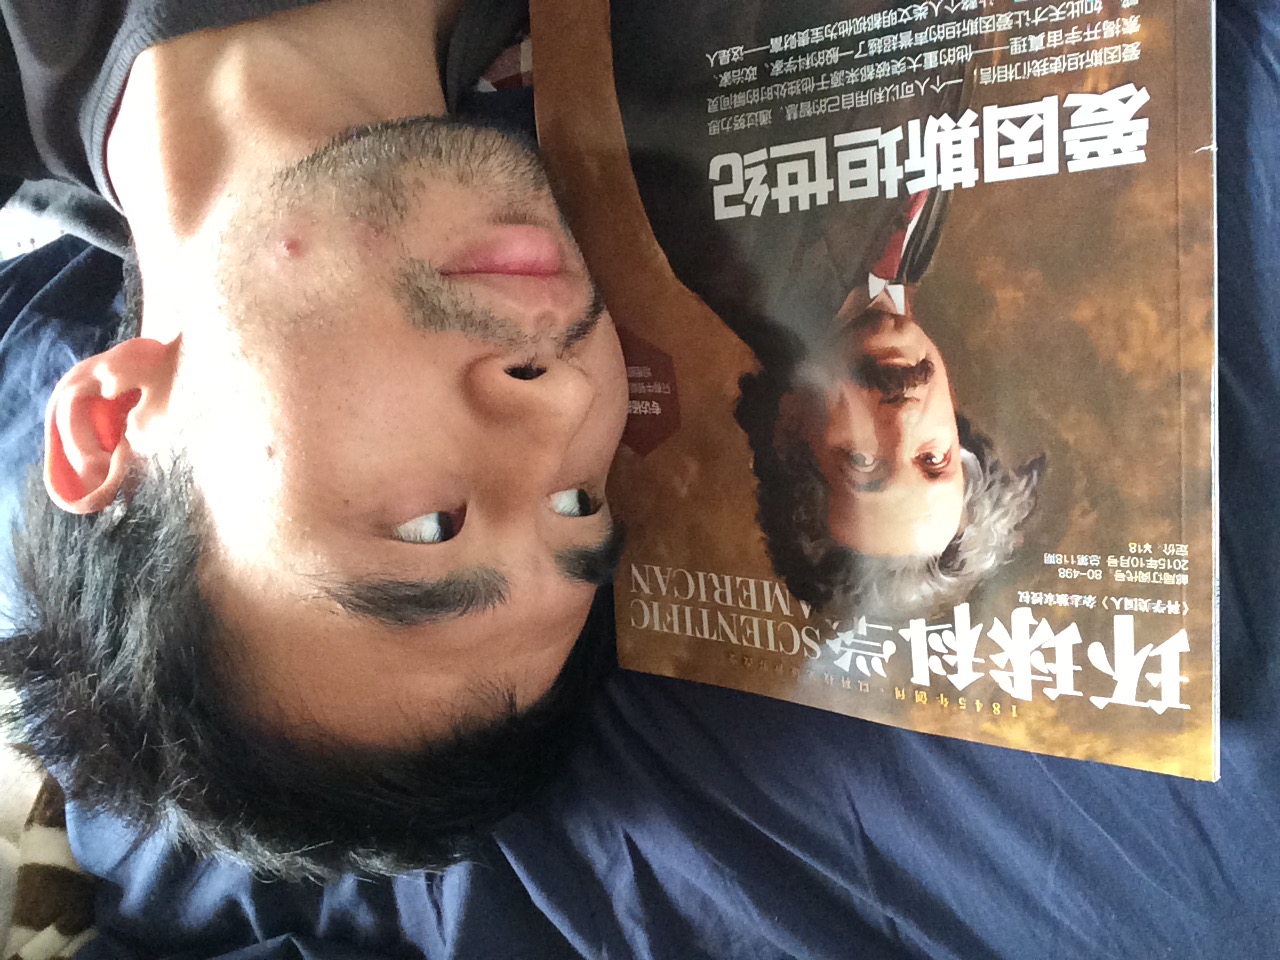 1845年创刊·以科技
环球科学
SCIENTIFIC
AMERICAN
《科学美国人》杂志独家授权
邮局订阅代号 80-498
2015年10月号 总第118期
定价 ¥18
专访杨
只有牛顿
爱因斯坦世纪
爱因斯坦使我们相信，一个人可以利用自己的智慧，通过努力思
索揭开宇宙真理——他的重大突破都来源于他独处时的瞬间灵
感。如此天才让爱因斯坦的声誉超越了一般的科学家、政治家、
让整个人类文明都视他为宝贵财富——这是人